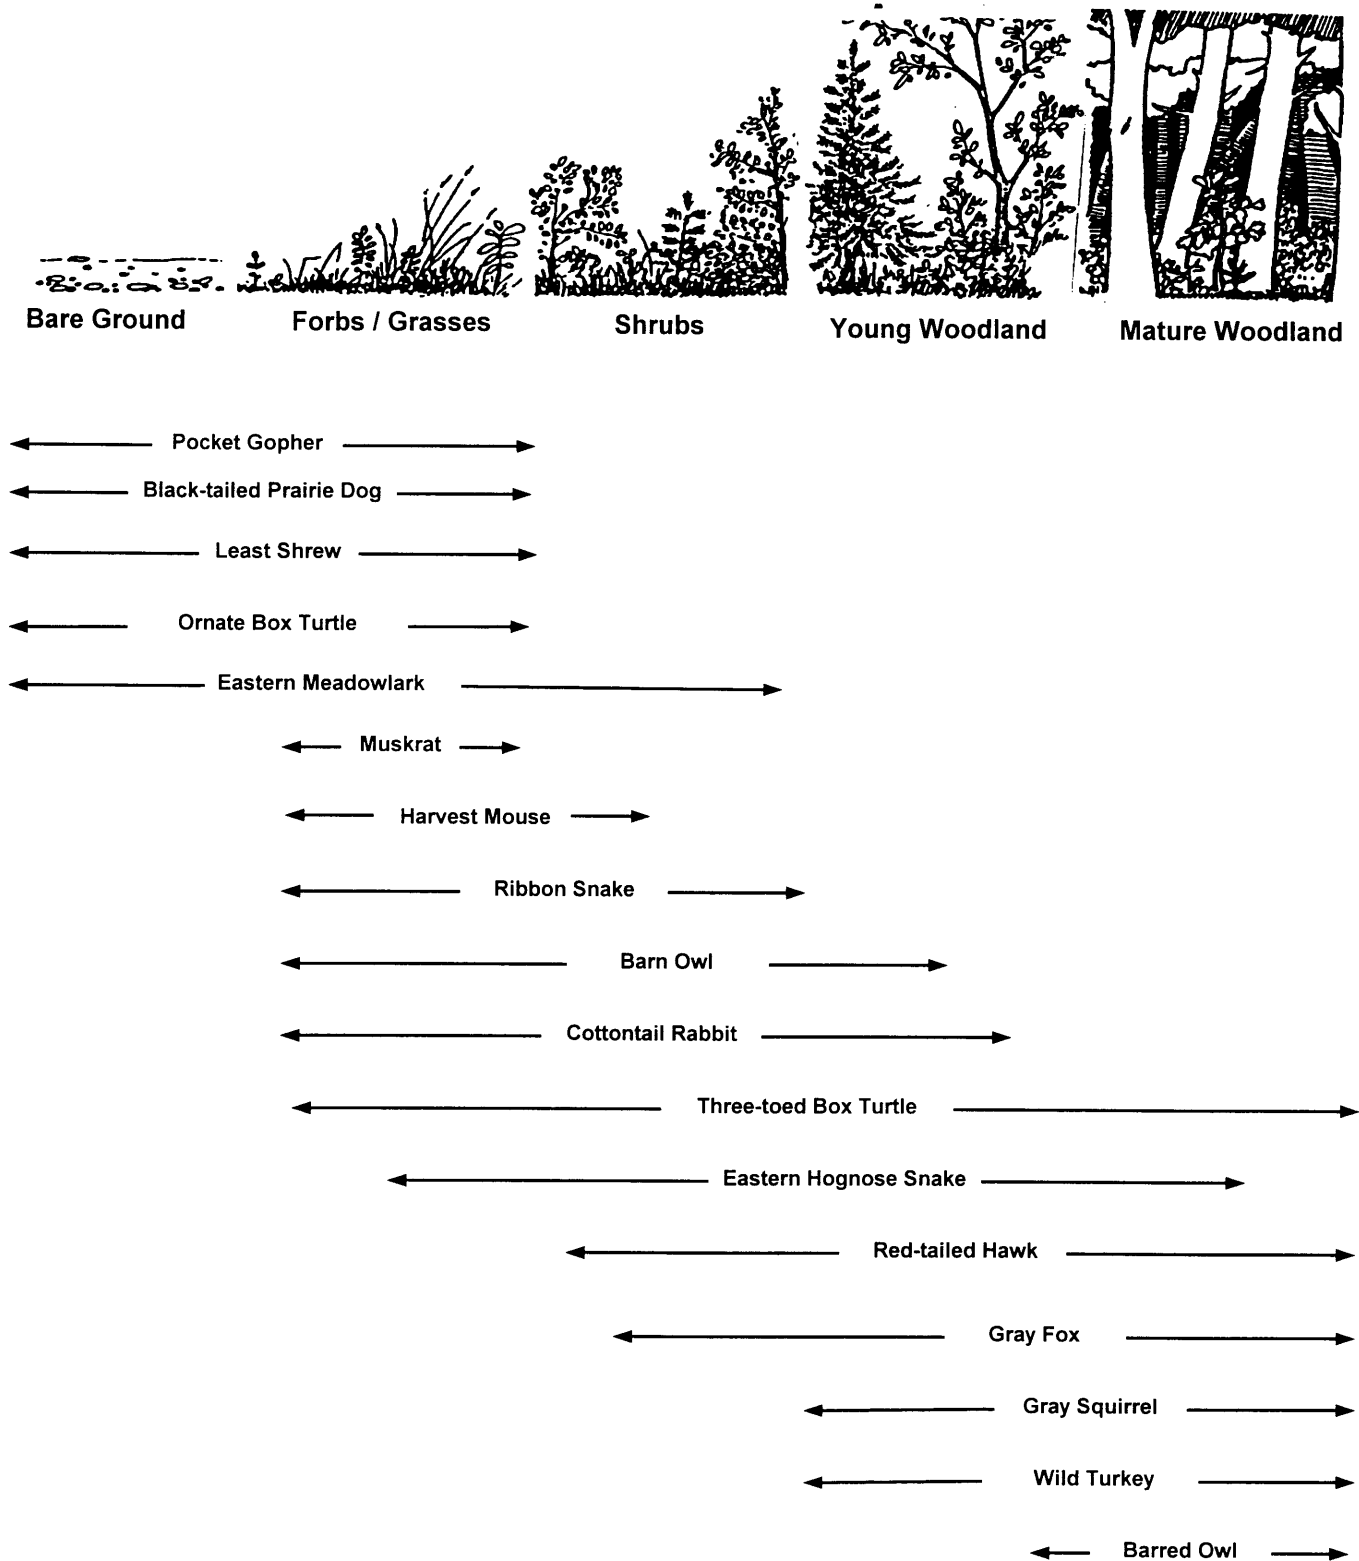 Bare Ground
Forbs / Grasses
Shrubs
Young Woodland
Mature Woodland
Pocket Gopher
Black-tailed Prairie Dog
Least Shrew
Ornate Box Turtle
Eastern Meadowlark
Muskrat
Harvest Mouse
Ribbon Snake
Barn Owl
Cottontail Rabbit
Three-toed Box Turtle
Eastern Hognose Snake
Red-tailed Hawk
Gray Fox
Gray Squirrel
Wild Turkey
Barred Owl